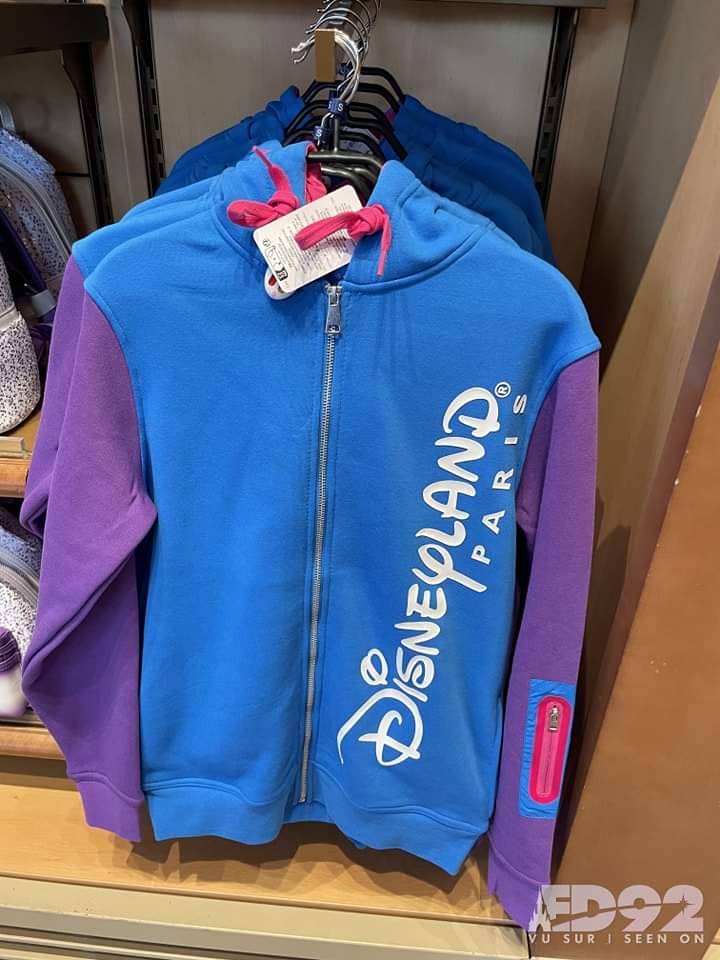 S
DISNEYLAND®
PARIS
ED92
VU SUR | SEEN ON